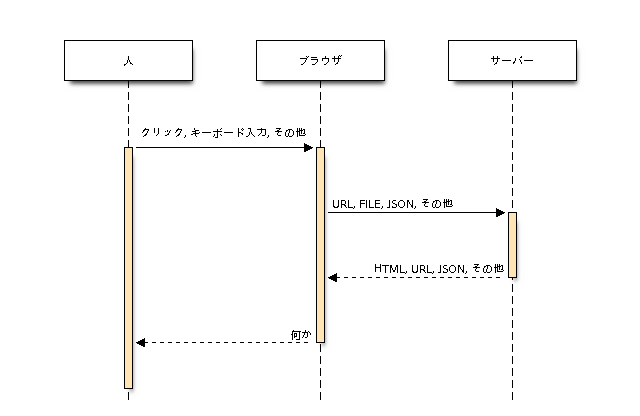 人
ブラウザ
サーバー
クリック, キーボード入力, その他
URL, FILE, JSON, その他
HTML, URL, JSON, その他
何か